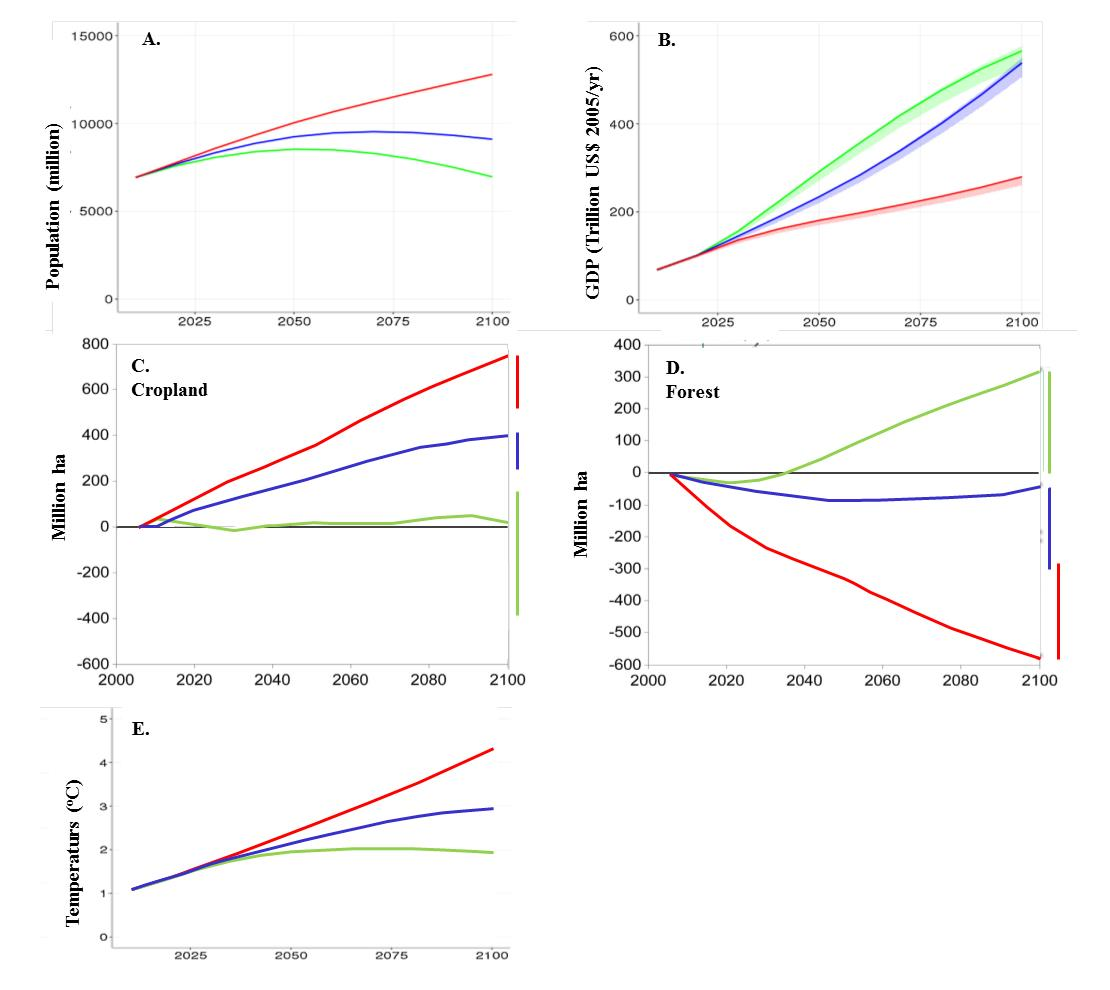 A.
Population (million)
15000
10000
5000
0
2025 2050 2075 2100
B.
GDP (Trillion US$ 2005/yr)
600
400
200
0
2025 2050 2075 2100
C.
Cropland
Million ha
800
600
400
200
0
-200
-400
-600
2000 2020 2040 2060 2080 2100
D.
Forest
Million ha
400
300
200
100
0
-100
-200
-300
-400
-500
-600
2000 2020 2040 2060 2080 2100
E.
Temperaturs (ºC)
5
4
3
2
1
0
2025 2050 2075 2100